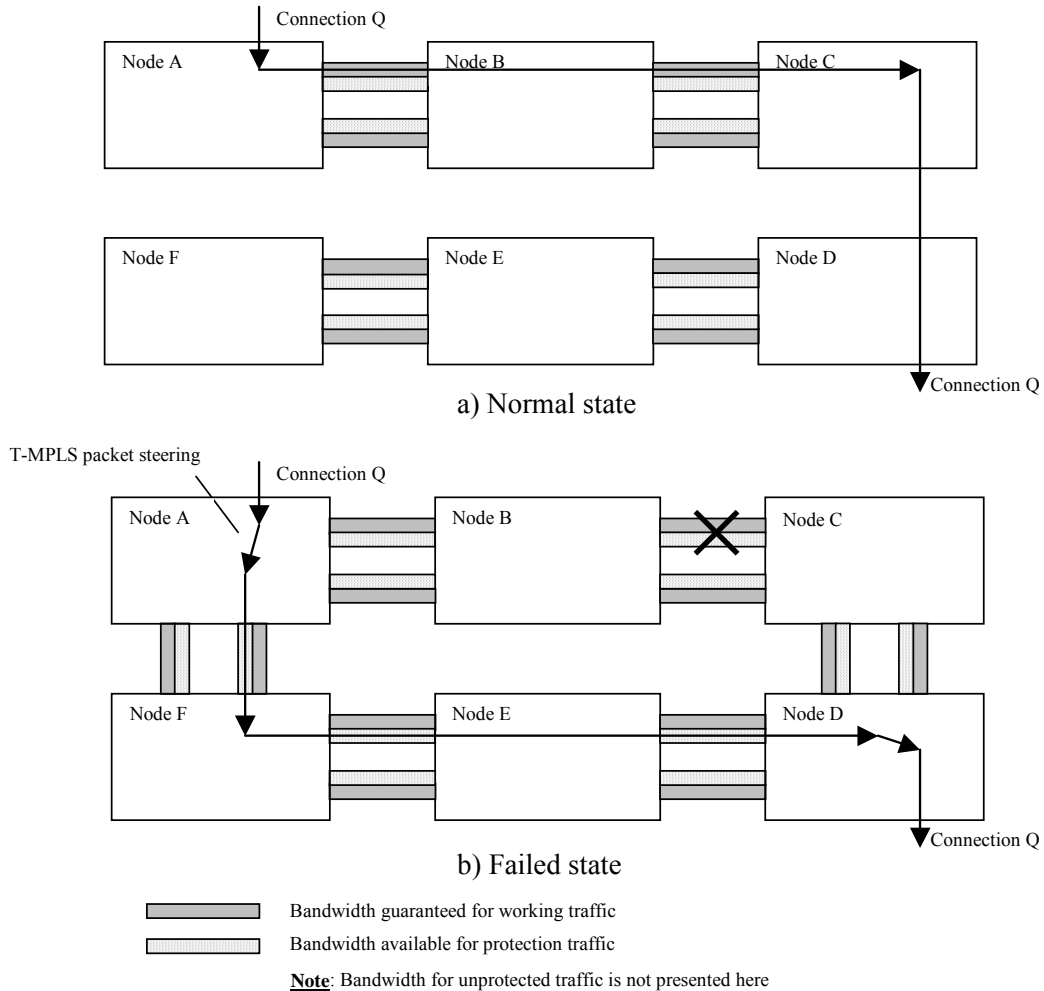 Connection Q
Node A
Node B
Node C
Node F
Node E
Node D
Connection Q
a) Normal state
T-MPLS packet steering
Connection Q
Node A
Node B
Node C
Node F
Node E
Node D
Connection Q
b) Failed state
Bandwidth guaranteed for working traffic
Bandwidth available for protection traffic
Note: Bandwidth for unprotected traffic is not presented here